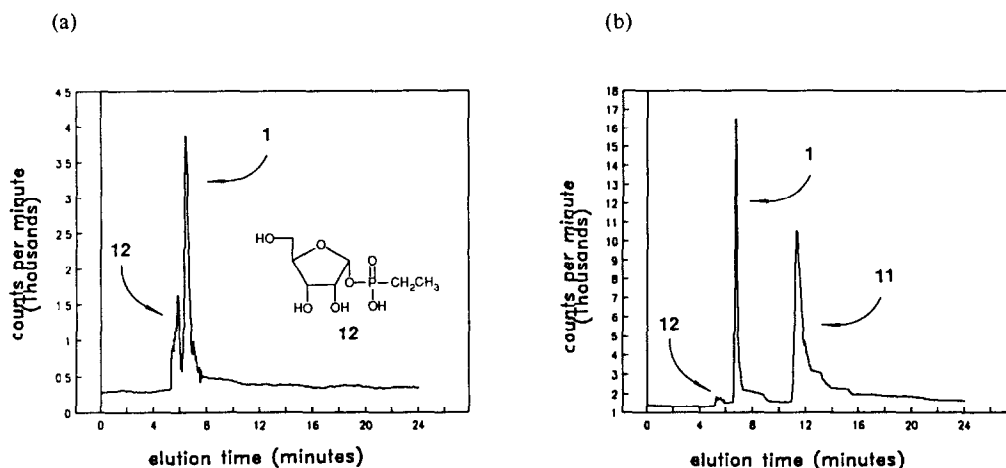 (a)
(b)
counts per minute
(Thousands)
4 5
4
3 5
3
2 5
2
1 5
1
0 5
0
0
4
8
12
16
20
24
elution time (minutes)
12
1
HO
O
O
O
P
CH₂CH₃
HO
OH
OH
12
counts per minute
(Thousands)
18
17
16
15
14
13
12
11
10
9
8
7
6
5
4
3
2
1
0
4
8
12
16
20
24
elution time (minutes)
12
1
11